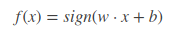 f(x) = sign(w · x + b)